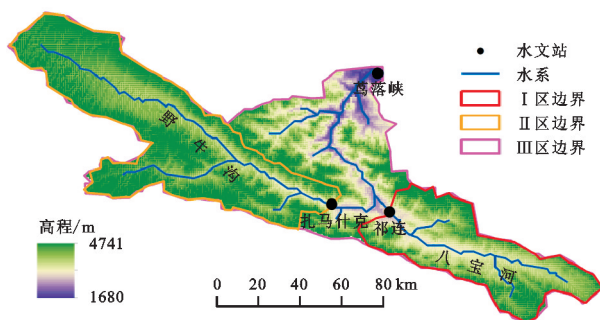 莺落峡
野牛沟
扎马什克
祁连
八宝河
水文站
水系
Ⅰ区边界
Ⅱ区边界
Ⅲ区边界
高程/m
4741
1680
0 20 40 60 80 km